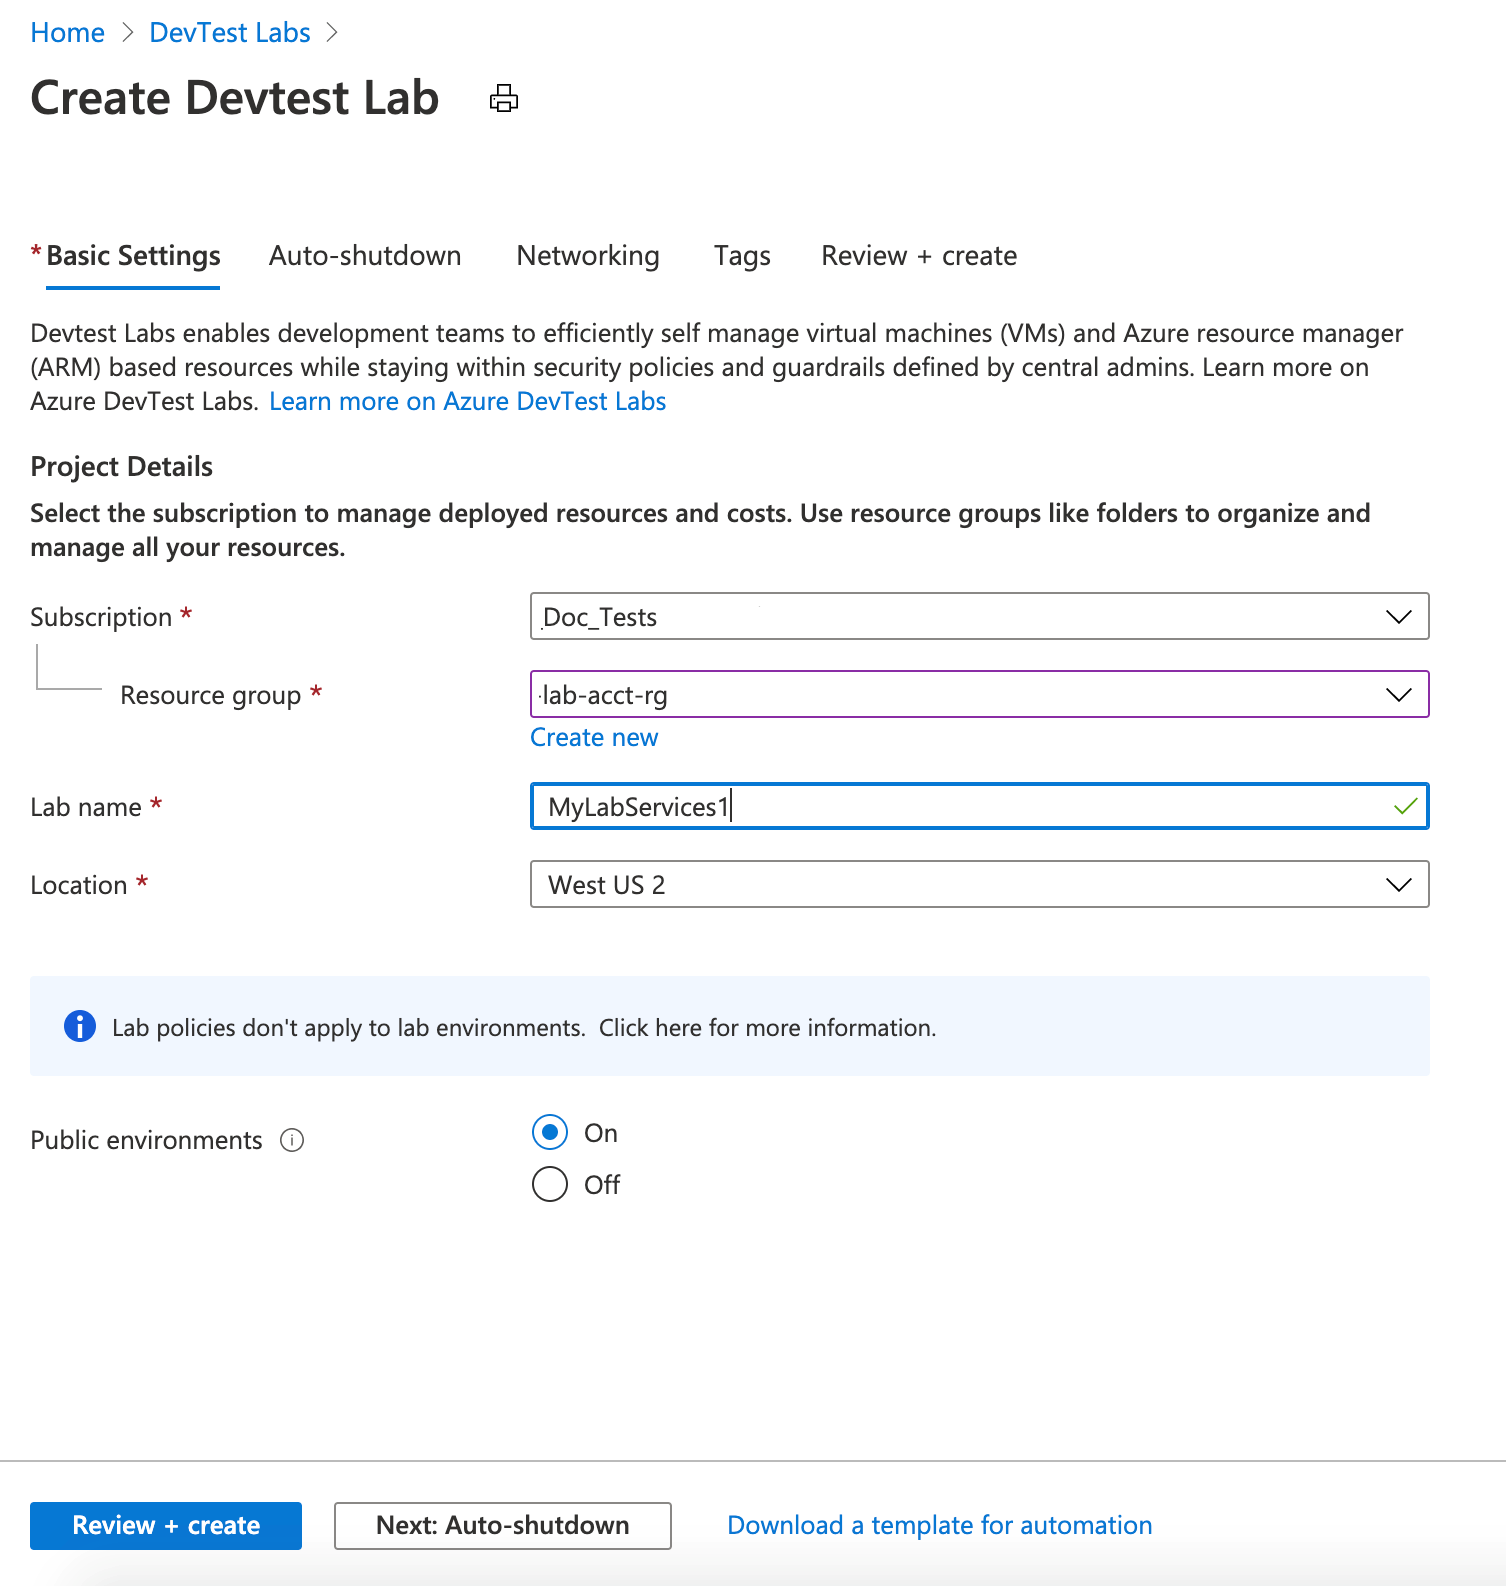 Home > DevTest Labs >
Create Devtest Lab
* Basic Settings Auto-shutdown Networking Tags Review + create
Devtest Labs enables development teams to efficiently self manage virtual machines (VMs) and Azure resource manager
(ARM) based resources while staying within security policies and guardrails defined by central admins. Learn more on
Azure DevTest Labs. Learn more on Azure DevTest Labs
Project Details
Select the subscription to manage deployed resources and costs. Use resource groups like folders to organize and
manage all your resources.
Subscription * Doc_Tests
Resource group * lab-acct-rg
Create new
Lab name * MyLabServices1
Location * West US 2
Lab policies don't apply to lab environments. Click here for more information.
Public environments On
Off
Review + create Next: Auto-shutdown Download a template for automation